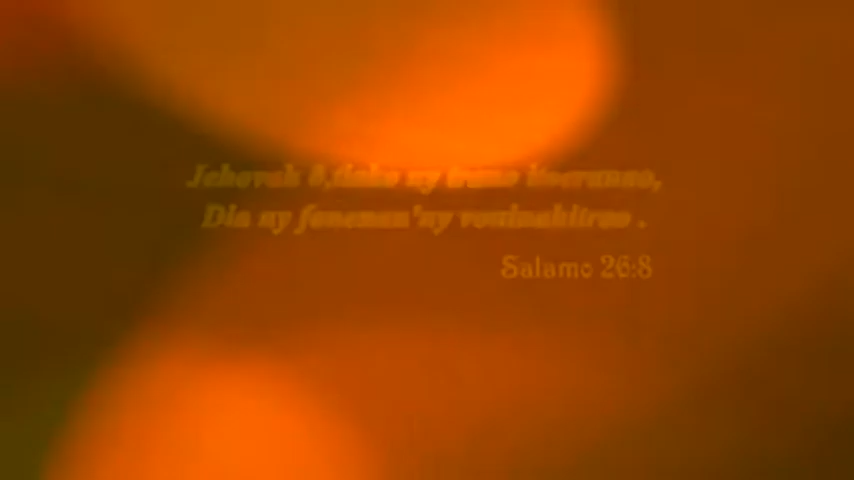 Jehovah ô, tiako ny trano itoeranao,
Dia ny fonenan'ny voninahitrao .
Salamo 26:8